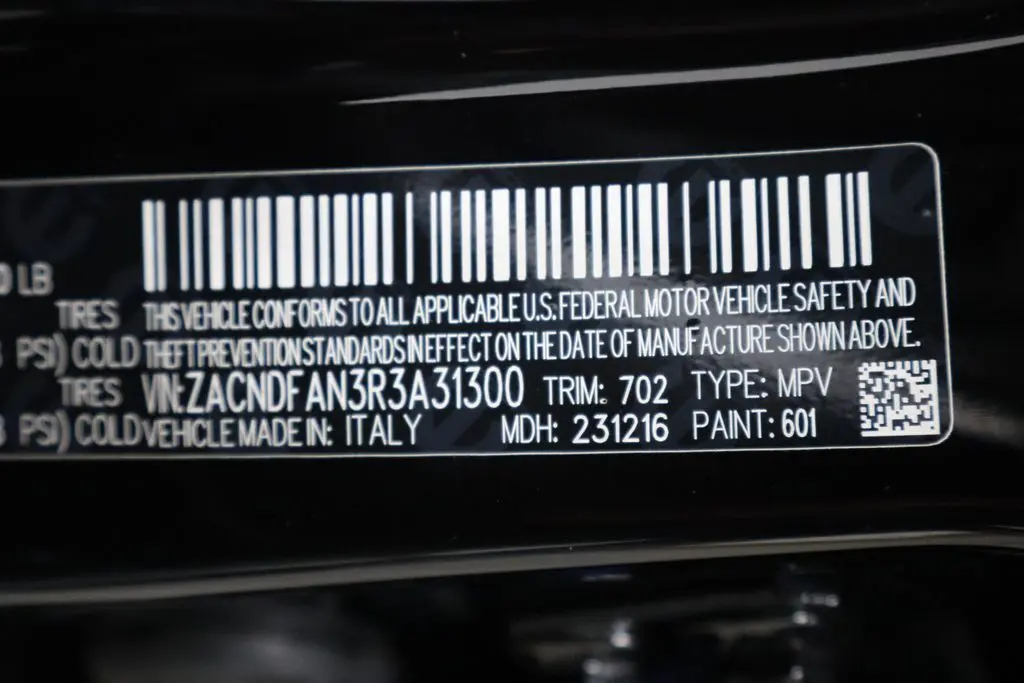 0 LB
TIRES THIS VEHICLE CONFORMS TO ALL APPLICABLE U.S. FEDERAL MOTOR VEHICLE SAFETY AND
PSI) COLD THEFT PREVENTION STANDARDS IN EFFECT ON THE DATE OF MANUFACTURE SHOWN ABOVE.
TIRES VIN: ZACNDFAN3R3A31300 TRIM: 702 TYPE: MPV
PSI) COLD VEHICLE MADE IN: ITALY MDH: 231216 PAINT: 601